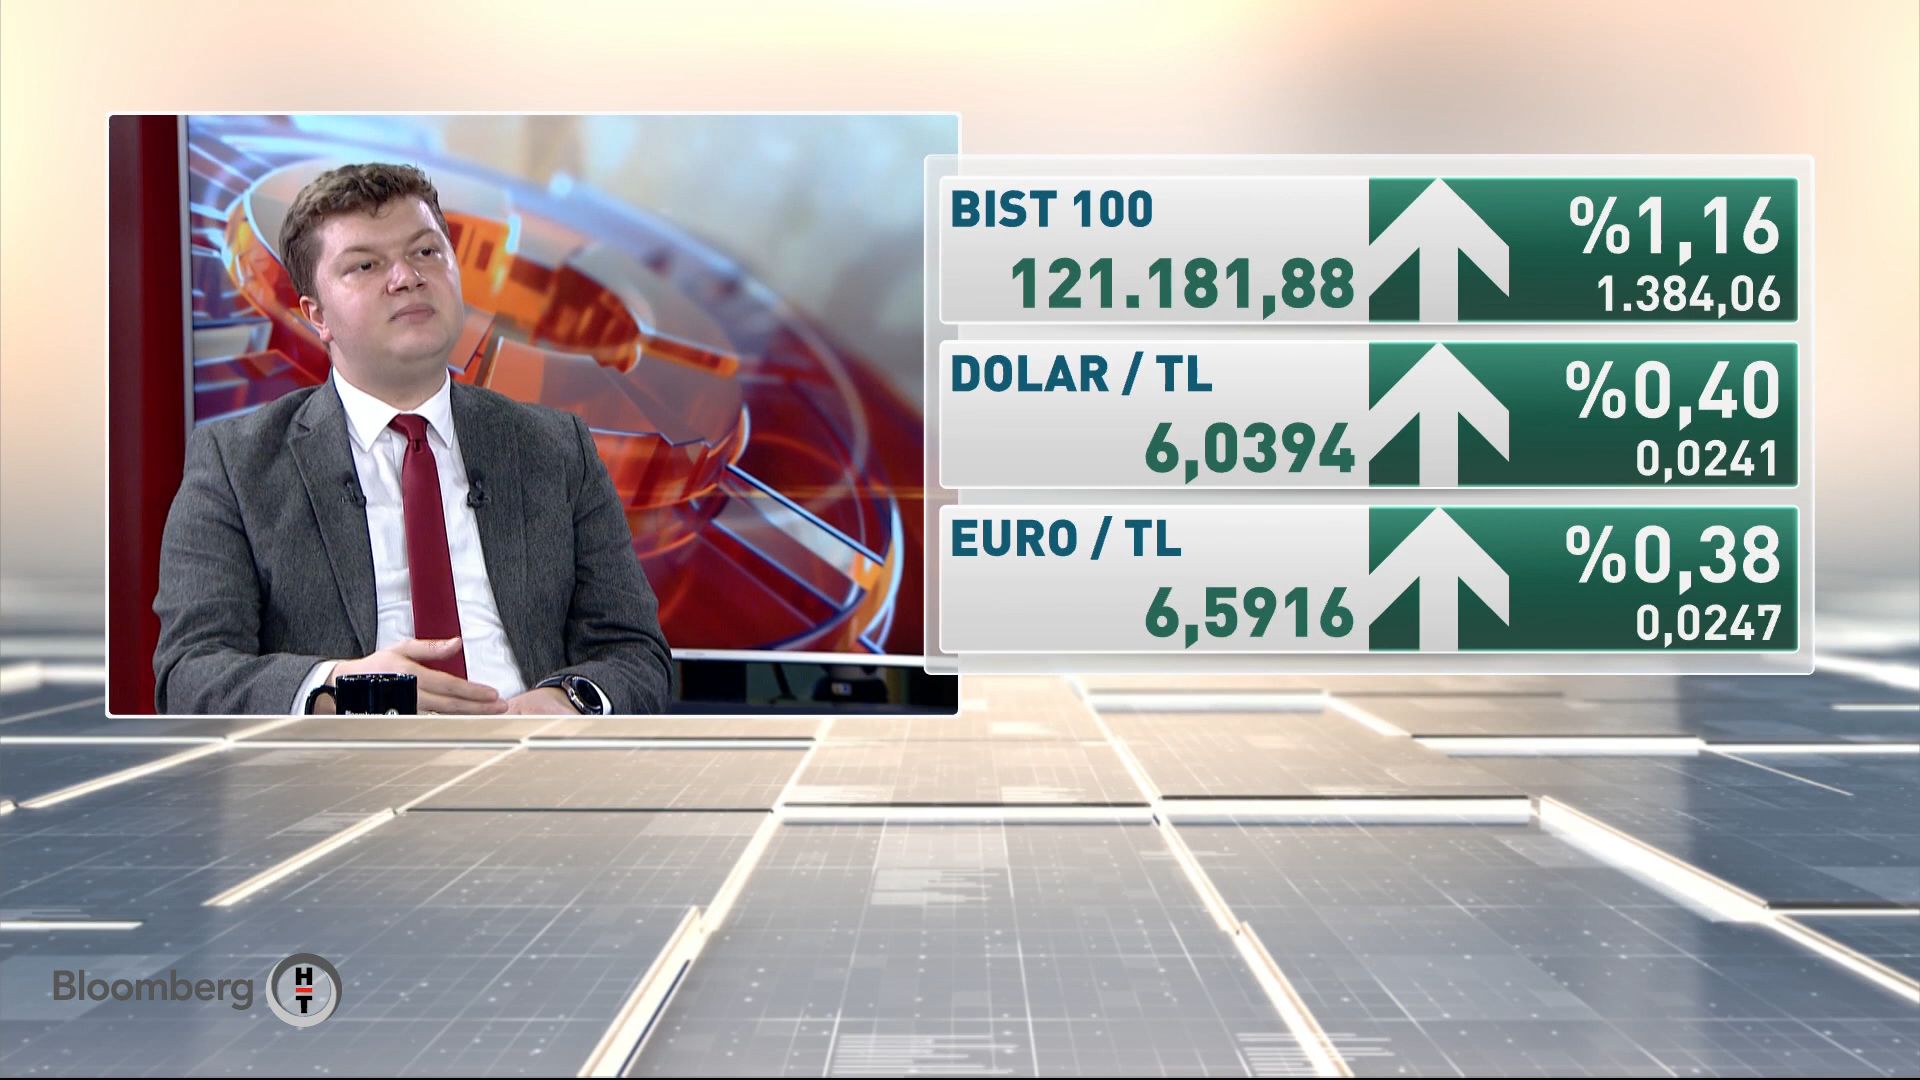 BIST 100
121.181,88
%1,16
1.384,06
DOLAR / TL
6,0394
%0,40
0,0241
EURO / TL
6,5916
%0,38
0,0247
Bloomberg
Bloomberg HT